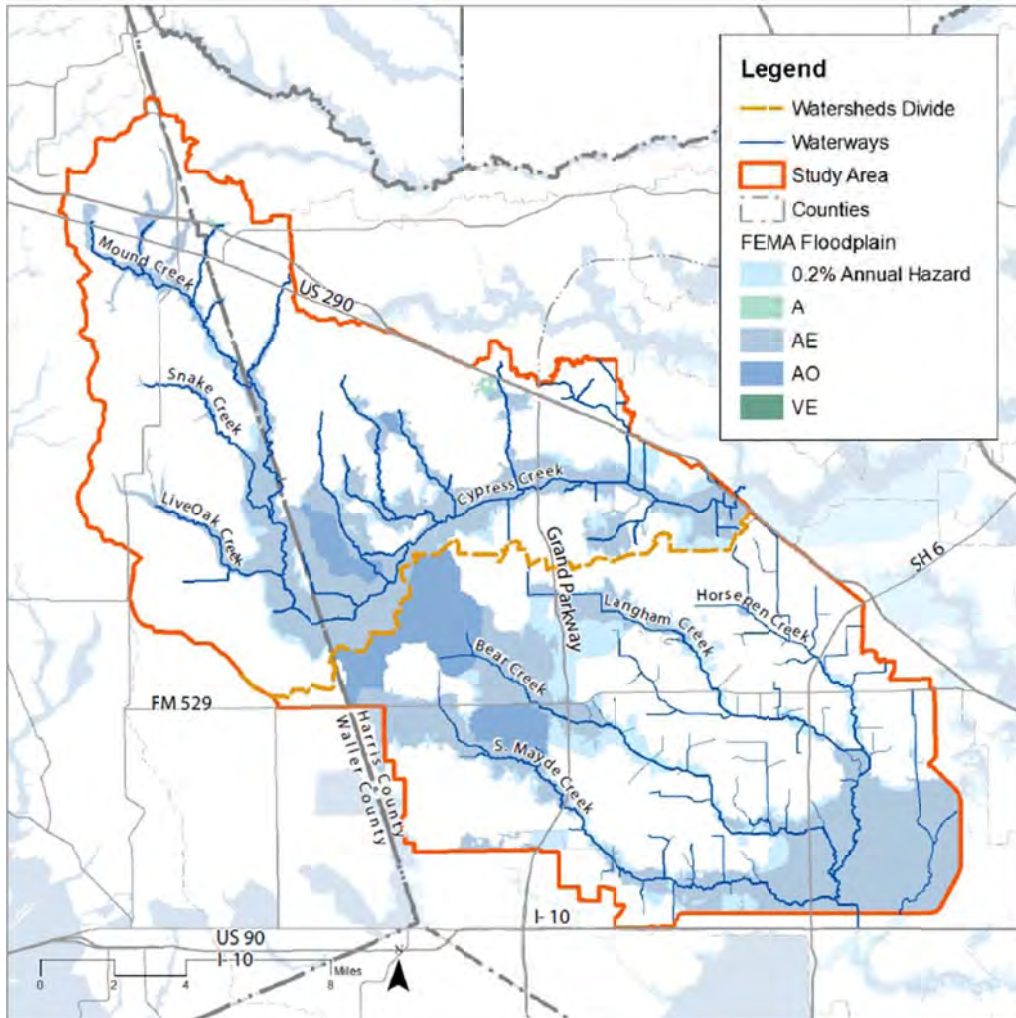 Legend
Watersheds Divide
Waterways
Study Area
Counties
FEMA Floodplain
0.2% Annual Hazard
A
AE
AO
VE
Mound Creek
US 290
Snake Creek
LiveOak Creek
Cypress Creek
Grand Parkway
SH 6
Langham Creek
Horsepen Creek
Bear Creek
FM 529
Harris County
Waller County
S. Mayde Creek
I-10
US 90
I-10
N
0 2 4 8 Miles